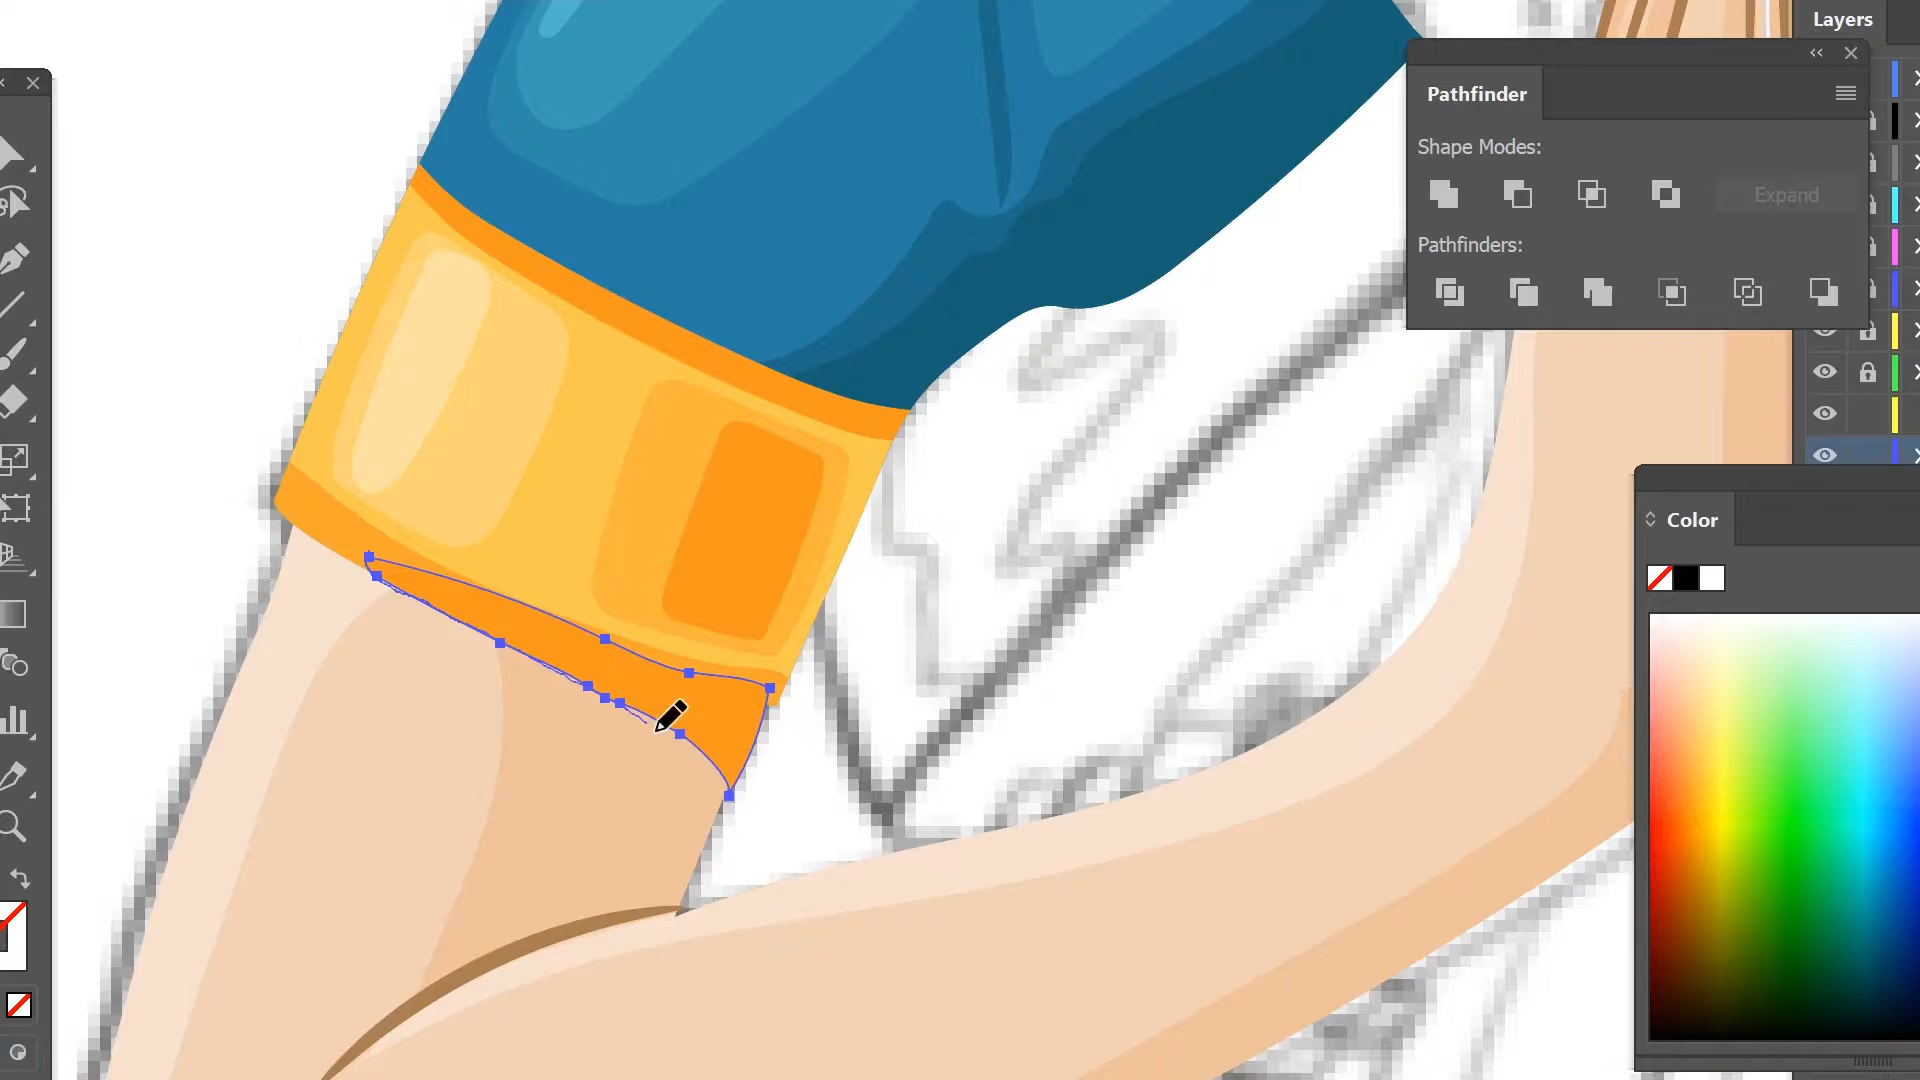 Layers
Pathfinder
Shape Modes:
Expand
Pathfinders:
Color